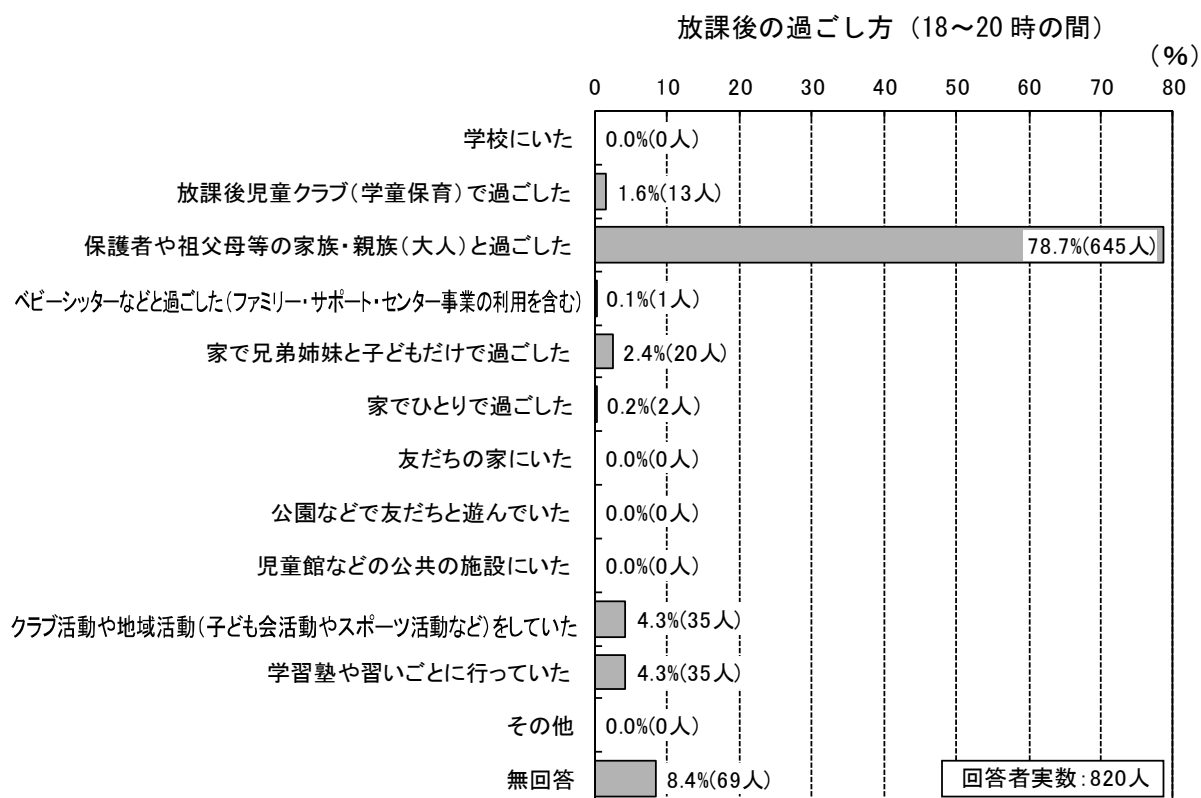 放課後の過ごし方（18～20時の間）
（%）
0 10 20 30 40 50 60 70 80
学校にいた 0.0%(0人)
放課後児童クラブ（学童保育）で過ごした 1.6%(13人)
保護者や祖父母等の家族・親族（大人）と過ごした 78.7%(645人)
ベビーシッターなどと過ごした（ファミリー・サポート・センター事業の利用を含む） 0.1%(1人)
家で兄弟姉妹と子どもだけで過ごした 2.4%(20人)
家でひとりで過ごした 0.2%(2人)
友だちの家にいた 0.0%(0人)
公園などで友だちと遊んでいた 0.0%(0人)
児童館などの公共の施設にいた 0.0%(0人)
クラブ活動や地域活動（子ども会活動やスポーツ活動など）をしていた 4.3%(35人)
学習塾や習いごとに行っていた 4.3%(35人)
その他 0.0%(0人)
無回答 8.4%(69人)
回答者実数：820人